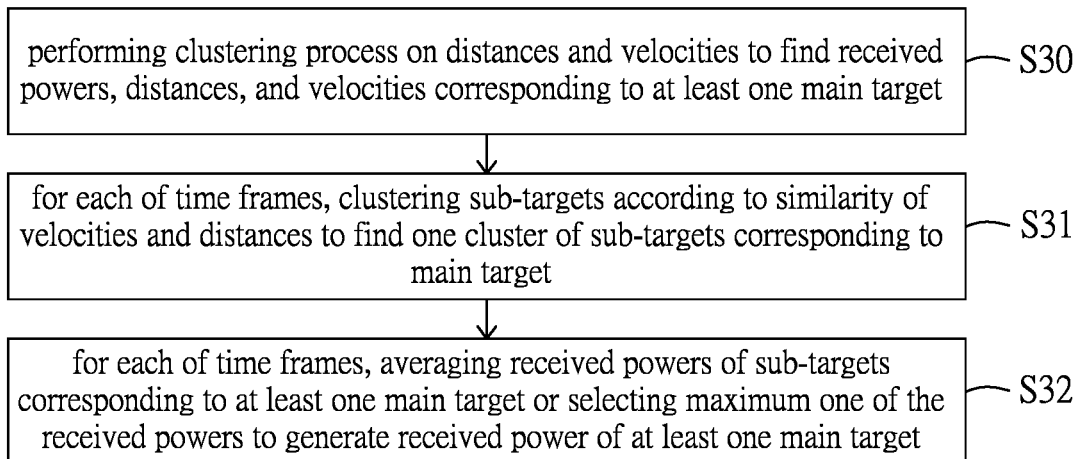 performing clustering process on distances and velocities to find received
powers, distances, and velocities corresponding to at least one main target
S30
for each of time frames, clustering sub-targets according to similarity of
velocities and distances to find one cluster of sub-targets corresponding to
main target
S31
for each of time frames, averaging received powers of sub-targets
corresponding to at least one main target or selecting maximum one of the
received powers to generate received power of at least one main target
S32